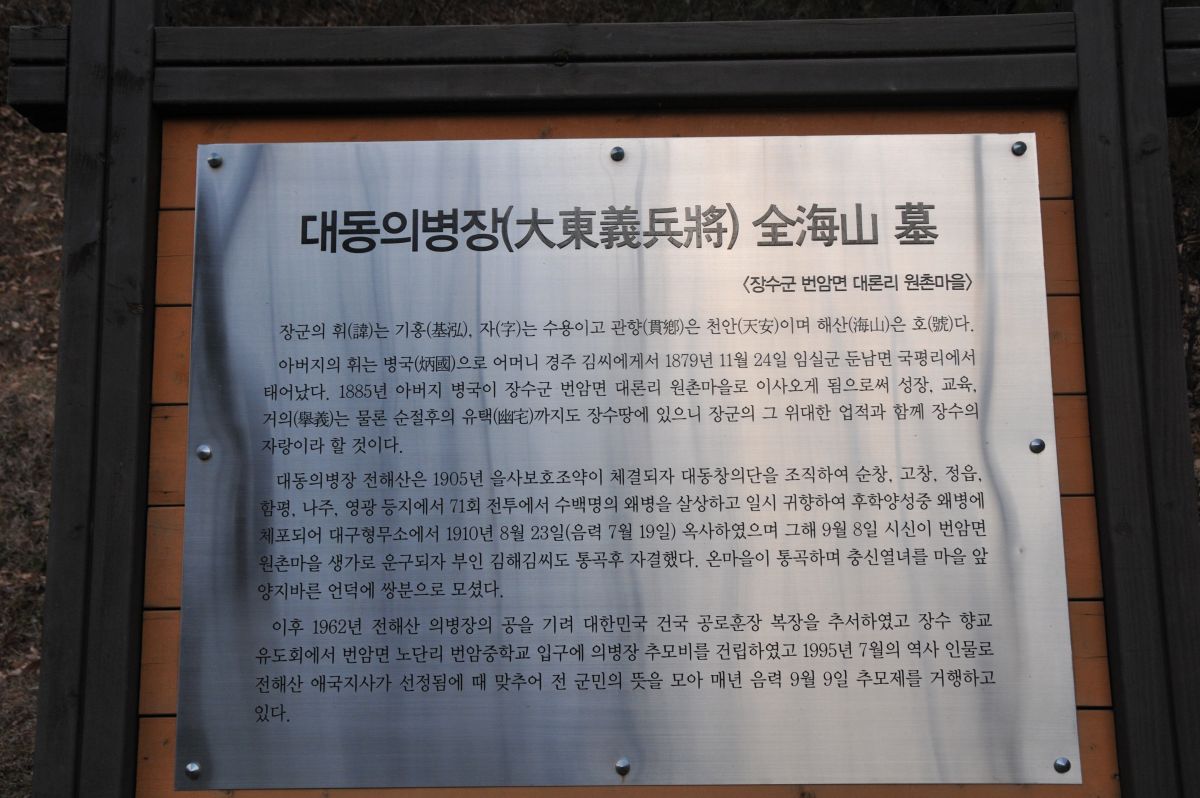 대동의병장(大東義兵將) 全海山 墓
〈장수군 번암면 대론리 원촌마을〉
장군의 휘(諱)는 기홍(基泓), 자(字)는 수용이고 관향(貫鄕)은 천안(天安)이며 해산(海山)은 호(號)다.
아버지의 휘는 병국(炳國)으로 어머니 경주 김씨에게서 1879년 11월 24일 임실군 둔남면 국평리에서
태어났다. 1885년 아버지 병국이 장수군 번암면 대론리 원촌마을로 이사오게 됨으로써 성장, 교육,
거의(擧義)는 물론 순절후의 유택(幽宅)까지도 장수땅에 있으니 장군의 그 위대한 업적과 함께 장수의
자랑이라 할 것이다.
대동의병장 전해산은 1905년 을사보호조약이 체결되자 대동창의단을 조직하여 순창, 고창, 정읍,
함평, 나주, 영광 등지에서 71회 전투에서 수백명의 왜병을 살상하고 일시 귀향하여 후학양성중 왜병에
체포되어 대구형무소에서 1910년 8월 23일(음력 7월 19일) 옥사하였으며 그해 9월 8일 시신이 번암면
원촌마을 생가로 운구되자 부인 김해김씨도 통곡후 자결했다. 온마을이 통곡하며 충신열녀를 마을 앞
양지바른 언덕에 쌍분으로 모셨다.
이후 1962년 전해산 의병장의 공을 기려 대한민국 건국 공로훈장 복장을 추서하였고 장수 향교
유도회에서 번암면 노단리 번암중학교 입구에 의병장 추모비를 건립하였고 1995년 7월의 역사 인물로
전해산 애국지사가 선정됨에 때 맞추어 전 군민의 뜻을 모아 매년 음력 9월 9일 추모제를 거행하고
있다.